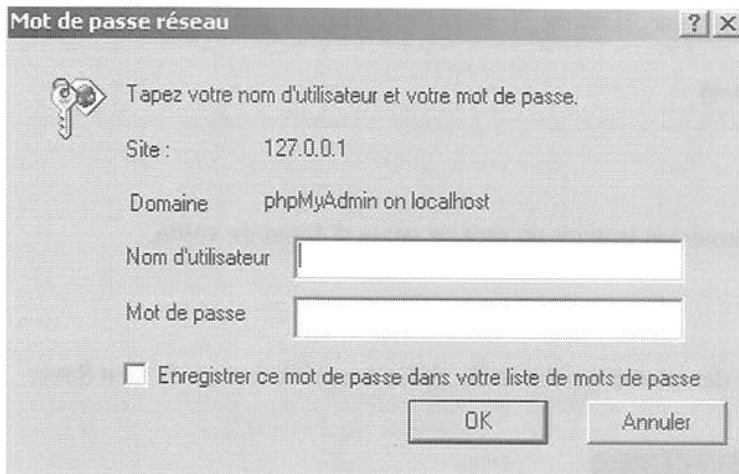 Mot de passe réseau
? X
Tapez votre nom d'utilisateur et votre mot de passe.
Site : 127.0.0.1
Domaine phpMyAdmin on localhost
Nom d'utilisateur
Mot de passe
Enregistrer ce mot de passe dans votre liste de mots de passe
OK Annuler